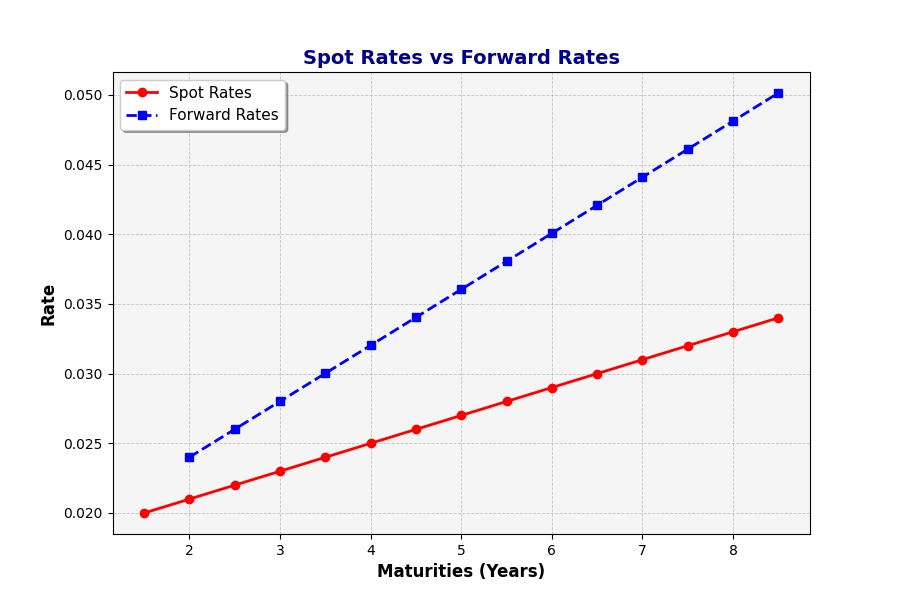 Spot Rates vs Forward Rates
Spot Rates
Forward Rates
0.050
0.045
0.040
0.035
0.030
0.025
0.020
Rate
2 3 4 5 6 7 8
Maturities (Years)